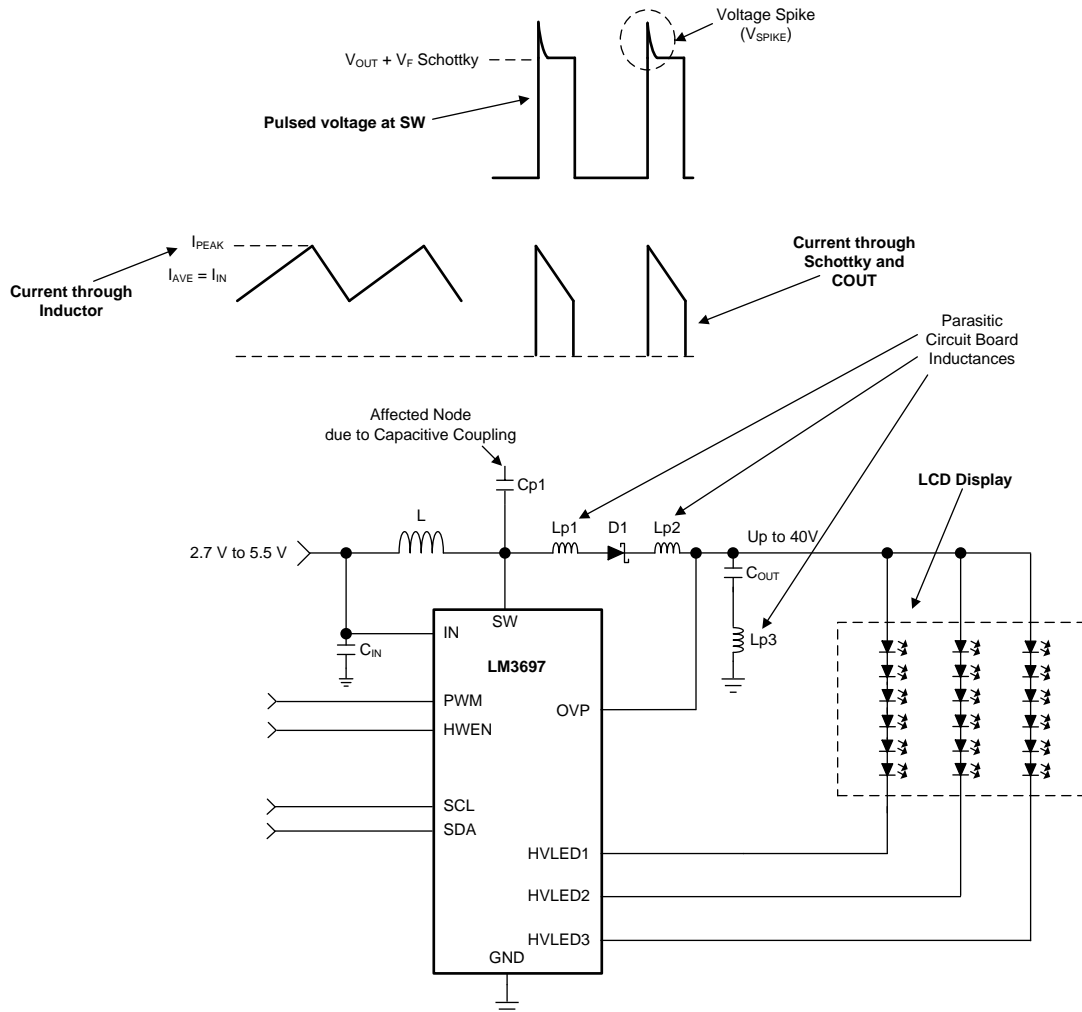 Voltage Spike
(VSPIKE)
VOUT + VF Schottky
Pulsed voltage at SW
IPEAK
IAVE = IIN
Current through
Inductor
Current through
Schottky and
COUT
Parasitic
Circuit Board
Inductances
Affected Node
due to Capacitive Coupling
Cp1
LCD Display
L
Lp1
D1
Lp2
Up to 40V
2.7 V to 5.5 V
COUT
SW
IN
CIN
Lp3
LM3697
PWM
OVP
HWEN
SCL
SDA
HVLED1
HVLED2
HVLED3
GND